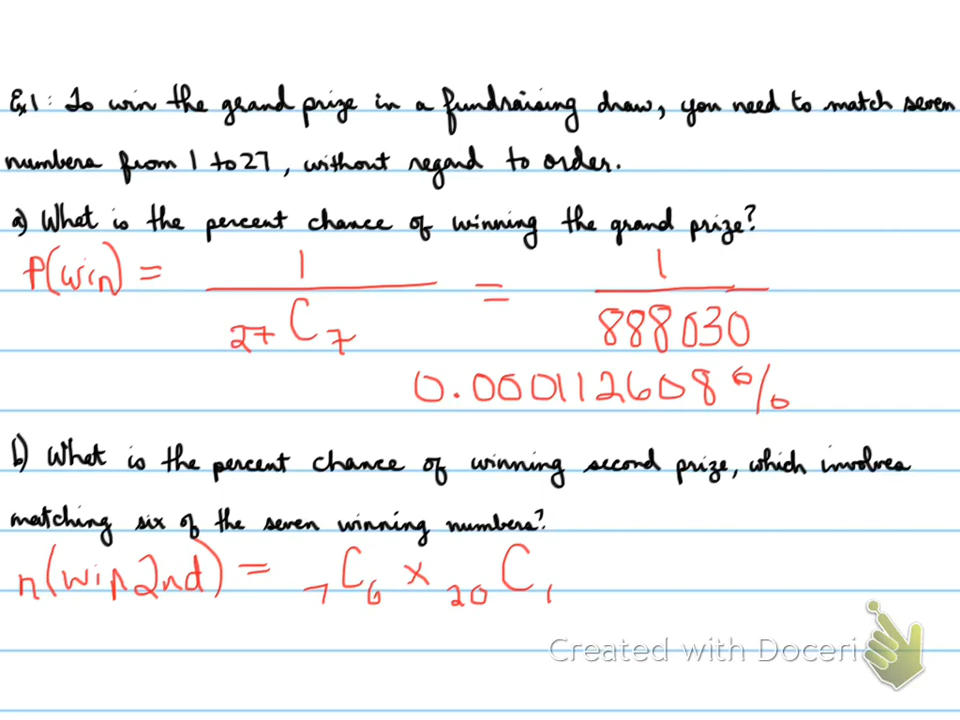 Ex1: To win the grand prize in a fundraising draw, you need to match seven
numbers from 1 to 27, without regard to order.
a) What is the percent chance of winning the grand prize?
P(win) = 1 / 27C7 = 1 / 888030
0.000112608%
b) What is the percent chance of winning second prize, which involves
matching six of the seven winning numbers?
n(win 2nd) = 7C6 × 20C1
Created with Doceri